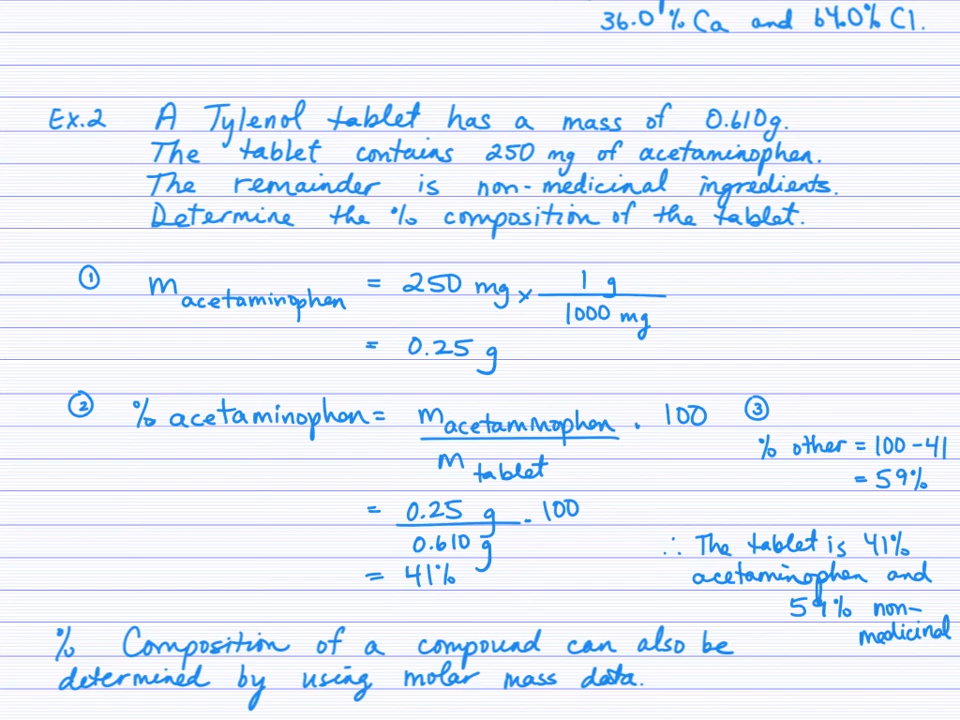 36.0% Ca and 64.0% Cl.
Ex.2 A Tylenol tablet has a mass of 0.610g.
The tablet contains 250 mg of acetaminophen.
The remainder is non-medicinal ingredients.
Determine the % composition of the tablet.
① m acetaminophen = 250 mg × 1 g / 1000 mg
= 0.25 g
② % acetaminophen = m acetaminophen / m tablet · 100
= 0.25 g / 0.610 g · 100
= 41%
③
% other = 100 - 41
= 59%
∴ The tablet is 41%
acetaminophen and
59% non-
medicinal
% Composition of a compound can also be
determined by using molar mass data.